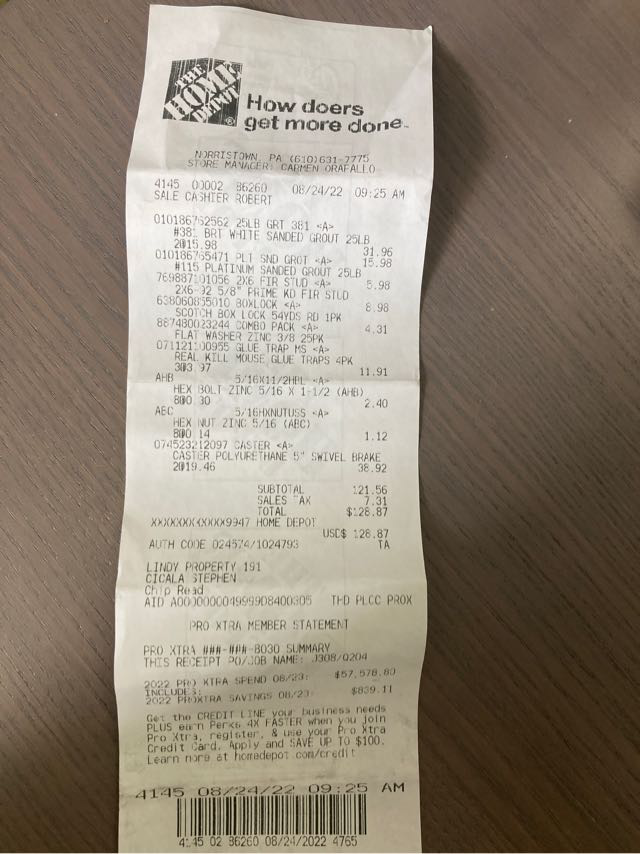 THE
HOME
DEPOT
How doers
get more done
NORRISTOWN, PA (610)631-7775
STORE MANAGER: CARMEN ORAFALLO
4145 00002 86260 08/24/22 09:25 AM
SALE CASHIER ROBERT
010186762562 25LB GRT 381 <A>
#381 BRT WHITE SANDED GROUT 25LB
2@15.98 31.96
010186765471 PLT SND GROT <A> 15.98
#115 PLATINUM SANDED GROUT 25LB
769887101056 2X6 FIR STUD <A> 5.98
2X6-92 5/8" PRIME KD FIR STUD
638060835010 BOXLOCK <A> 8.98
SCOTCH BOX LOCK 54YDS RD 1PK
887480023244 COMBO PACK <A> 4.31
FLAT WASHER ZINC 3/8 25PK
071121100955 GLUE TRAP MS <A>
REAL KILL MOUSE GLUE TRAPS 4PK
3@3.97 11.91
AHB 5/16X11/2HBL <A>
HEX BOLT ZINC 5/16 X 1-1/2 (AHB)
8@0.30 2.40
ABC 5/16HXNUTUSS <A>
HEX NUT ZINC 5/16 (ABC)
8@0.14 1.12
074523212097 CASTER <A>
CASTER POLYURETHANE 5" SWIVEL BRAKE
2@19.46 38.92
SUBTOTAL 121.56
SALES TAX 7.31
TOTAL $128.87
XXXXXXXXXXXX9947 HOME DEPOT
USD$ 128.87
AUTH CODE 024574/1024793 TA
LINDY PROPERTY 191
CICALA STEPHEN
Chip Read
AID A0000000049999D8400305 THD PLCC PROX
PRO XTRA MEMBER STATEMENT
PRO XTRA ###-###-8030 SUMMARY
THIS RECEIPT PO/JOB NAME: J308/Q204
2022 PRO XTRA SPEND 08/23: $57,578.80
INCLUDES:
2022 PROXTRA SAVINGS 08/23: $839.11
Get the CREDIT LINE your business needs
PLUS earn Perks 4X FASTER when you join
Pro Xtra, register, & use your Pro Xtra
Credit Card. Apply and SAVE UP TO $100.
Learn more at homedepot.com/credit
4145 08/24/22 09:25 AM
4145 02 86260 08/24/2022 4765